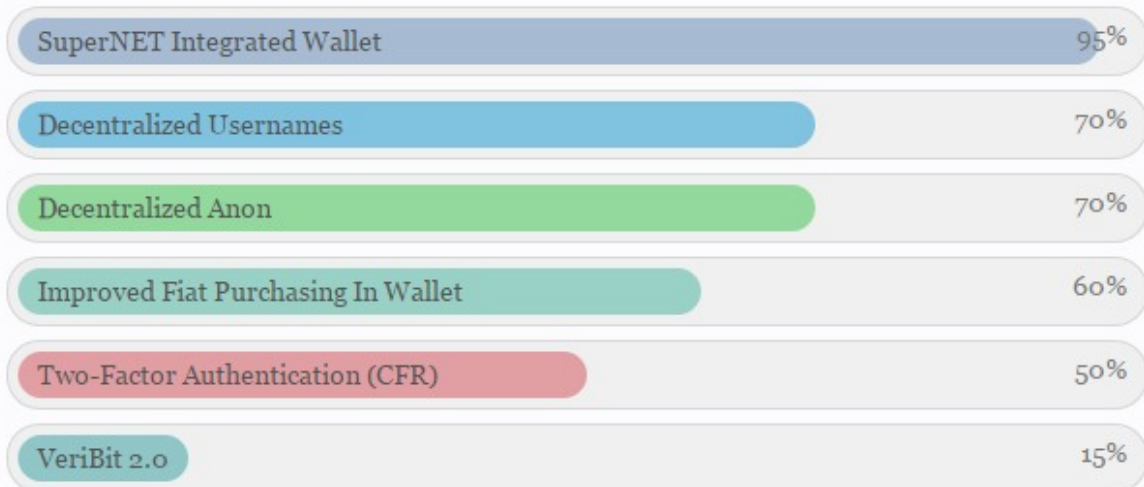 SuperNET Integrated Wallet 95%
Decentralized Usernames 70%
Decentralized Anon 70%
Improved Fiat Purchasing In Wallet 60%
Two-Factor Authentication (CFR) 50%
VeriBit 2.0 15%